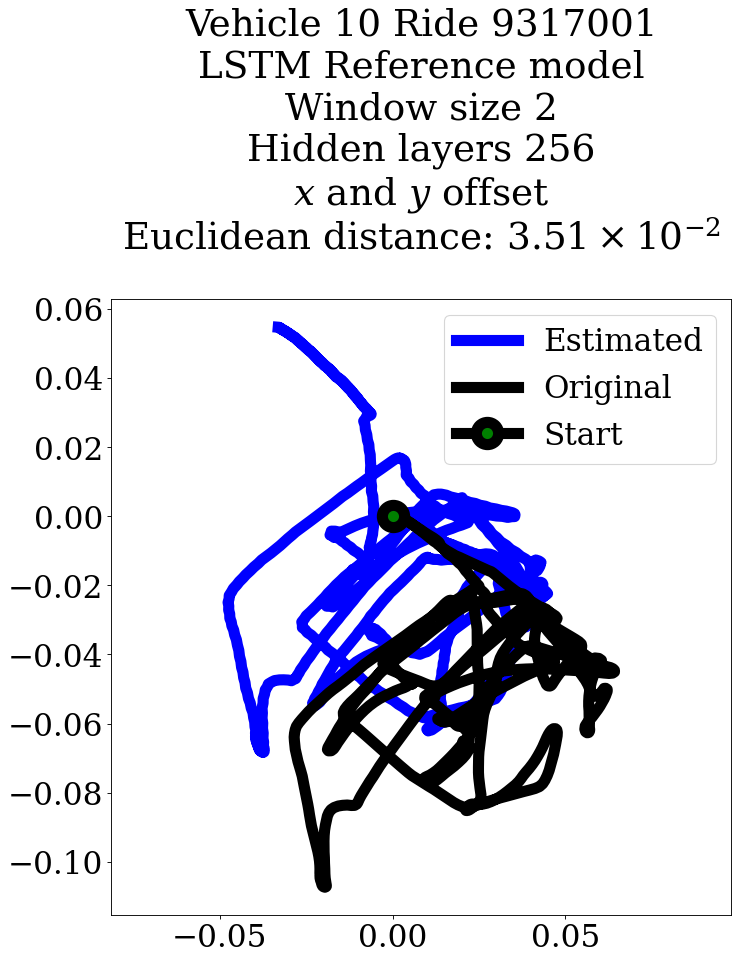 Vehicle 10 Ride 9317001
LSTM Reference model
Window size 2
Hidden layers 256
x and y offset
Euclidean distance: 3.51 × 10⁻²
Estimated
Original
Start
0.06
0.04
0.02
0.00
−0.02
−0.04
−0.06
−0.08
−0.10
−0.05 0.00 0.05